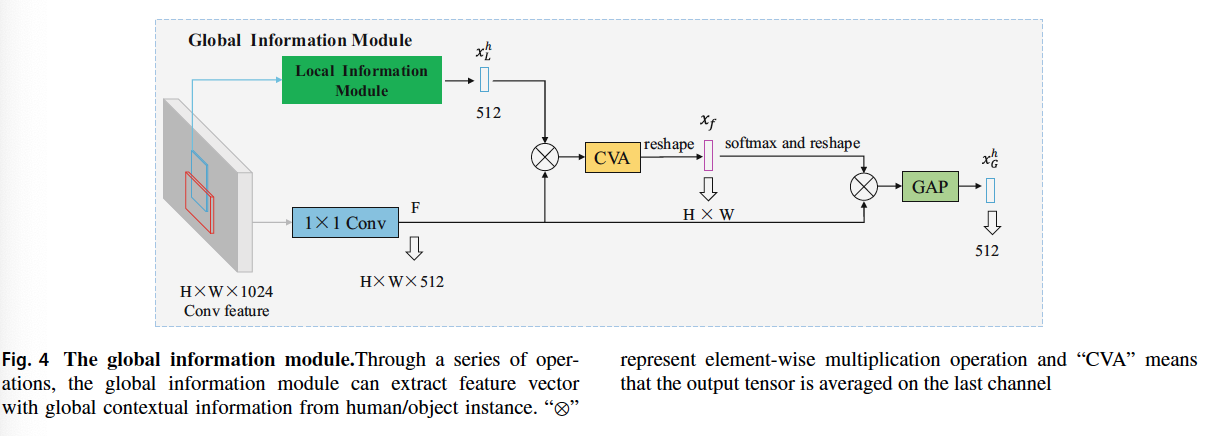 Global Information Module
Local Information
Module
x_L^h
512
CVA
reshape
x_f
softmax and reshape
H × W
GAP
x_G^h
512
1×1 Conv
F
H×W×512
H×W×1024
Conv feature
Fig. 4 The global information module.Through a series of oper-
ations, the global information module can extract feature vector
with global contextual information from human/object instance. “⊗”
represent element-wise multiplication operation and “CVA” means
that the output tensor is averaged on the last channel